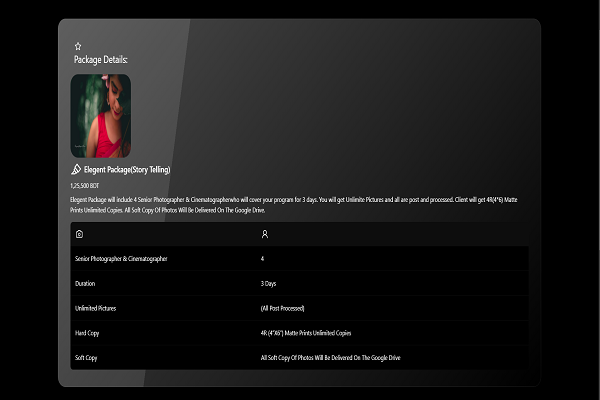 Package Details:
Elegent Package(Story Telling)
1,25,500 BDT
Elegent Package will include 4 Senior Photographer & Cinematographerwho will cover your program for 3 days. You will get Unlimite Pictures and all are post and processed. Client will get 4R(4*6) Matte
Prints Unlimited Copies. All Soft Copy Of Photos Will Be Delivered On The Google Drive.
Senior Photographer & Cinematographer 4
Duration 3 Days
Unlimited Pictures (All Post Processed)
Hard Copy 4R (4"X6") Matte Prints Unlimited Copies
Soft Copy All Soft Copy Of Photos Will Be Delivered On The Google Drive